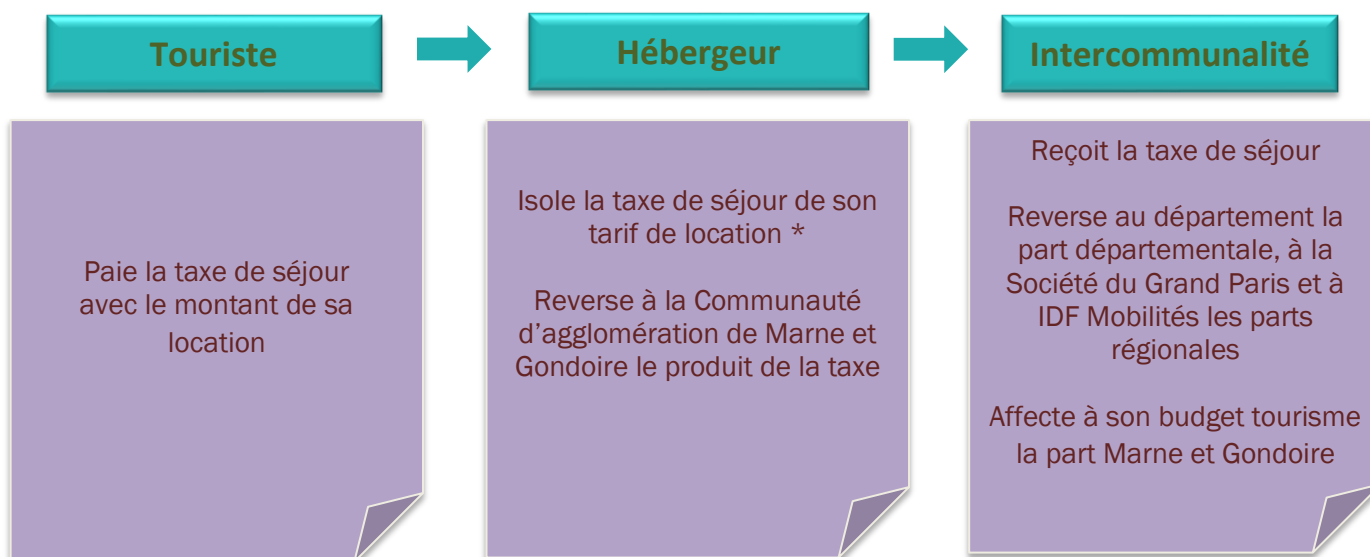 Touriste
Hébergeur
Intercommunalité
Paie la taxe de séjour
avec le montant de sa
location
Isole la taxe de séjour de son
tarif de location *
Reverse à la Communauté
d’agglomération de Marne et
Gondoire le produit de la taxe
Reçoit la taxe de séjour
Reverse au département la
part départementale, à la
Société du Grand Paris et à
IDF Mobilités les parts
régionales
Affecte à son budget tourisme
la part Marne et Gondoire